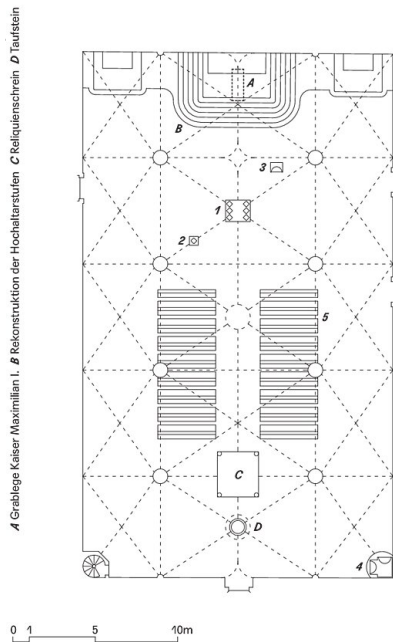 A Grablege Kaiser Maximilian I. B Rekonstruktion der Hochaltarstufen C Reliquienschrein D Taufstein
A
B
3
1
2
5
C
D
4
0 1 5 10m